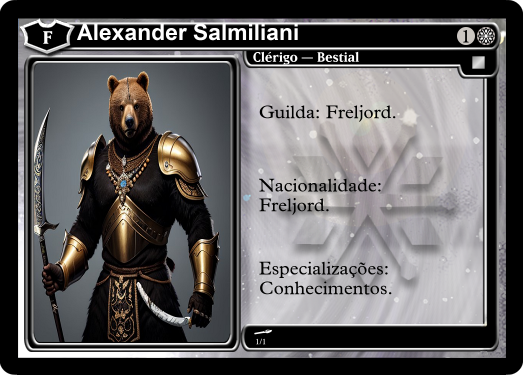 F
Alexander Salmiliani
1
Clérigo — Bestial
Guilda: Freljord.
Nacionalidade:
Freljord.
Especializações:
Conhecimentos.
1/1